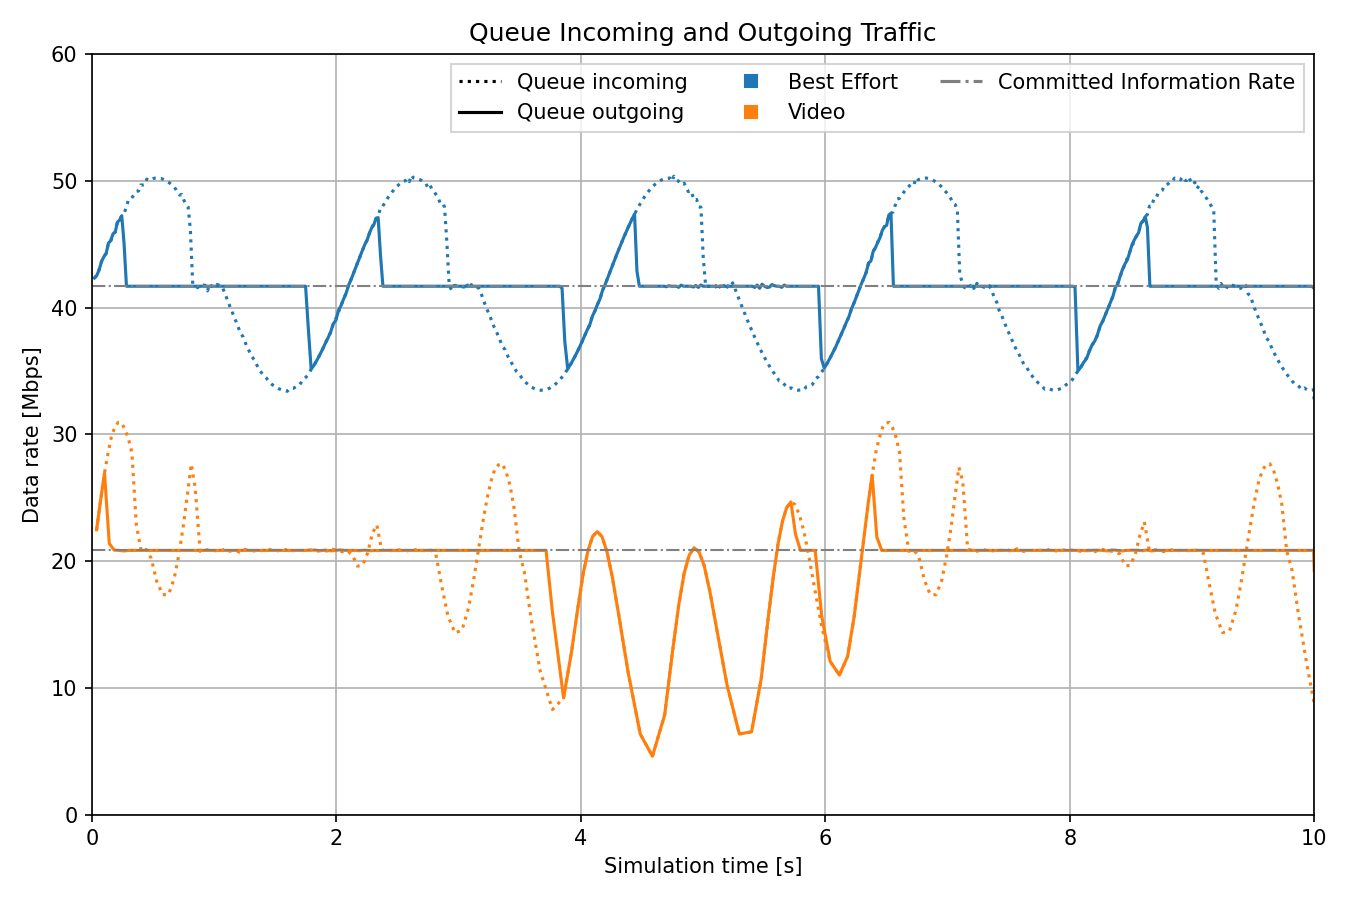 Queue Incoming and Outgoing Traffic
Queue incoming
Queue outgoing
Best Effort
Video
Committed Information Rate
Data rate [Mbps]
60
50
40
30
20
10
0
0 2 4 6 8 10
Simulation time [s]